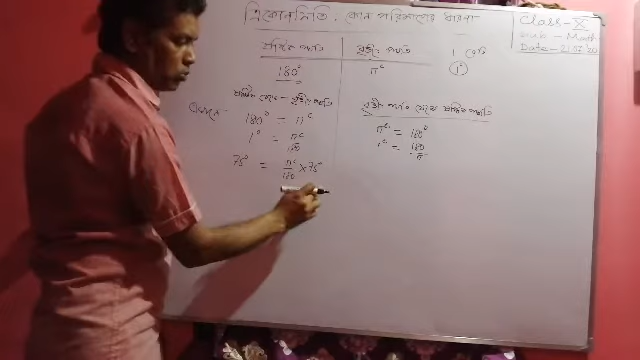 ত্রিকোনমিতি : কোন পরিমাপের ধারণা
Class-X
Sub - Math
ষষ্টিক পদ্ধতি
বৃত্তীয় পদ্ধতি
180°
π^c
1°
ষষ্টিক থেকে - বৃত্তীয় পদ্ধতি
180° = π^c
1° = π^c/180
75° = π^c/180 × 75°
বৃত্তীয় পদ্ধতি থেকে ষষ্টিক পদ্ধতি
π^c = 180°
1^c = 180/π